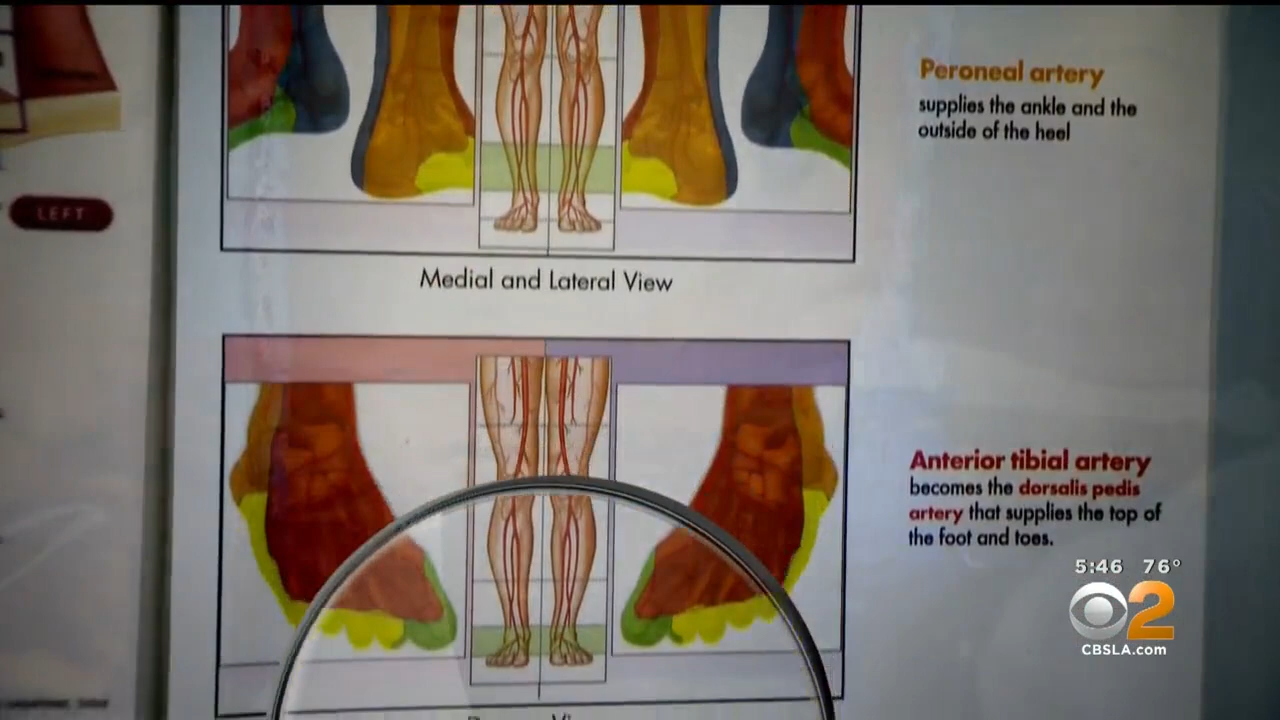 LEFT
Peroneal artery
supplies the ankle and the
outside of the heel
Medial and Lateral View
Anterior tibial artery
becomes the dorsalis pedis
artery that supplies the top of
the foot and toes.
5:46 76°
2
CBSLA.com